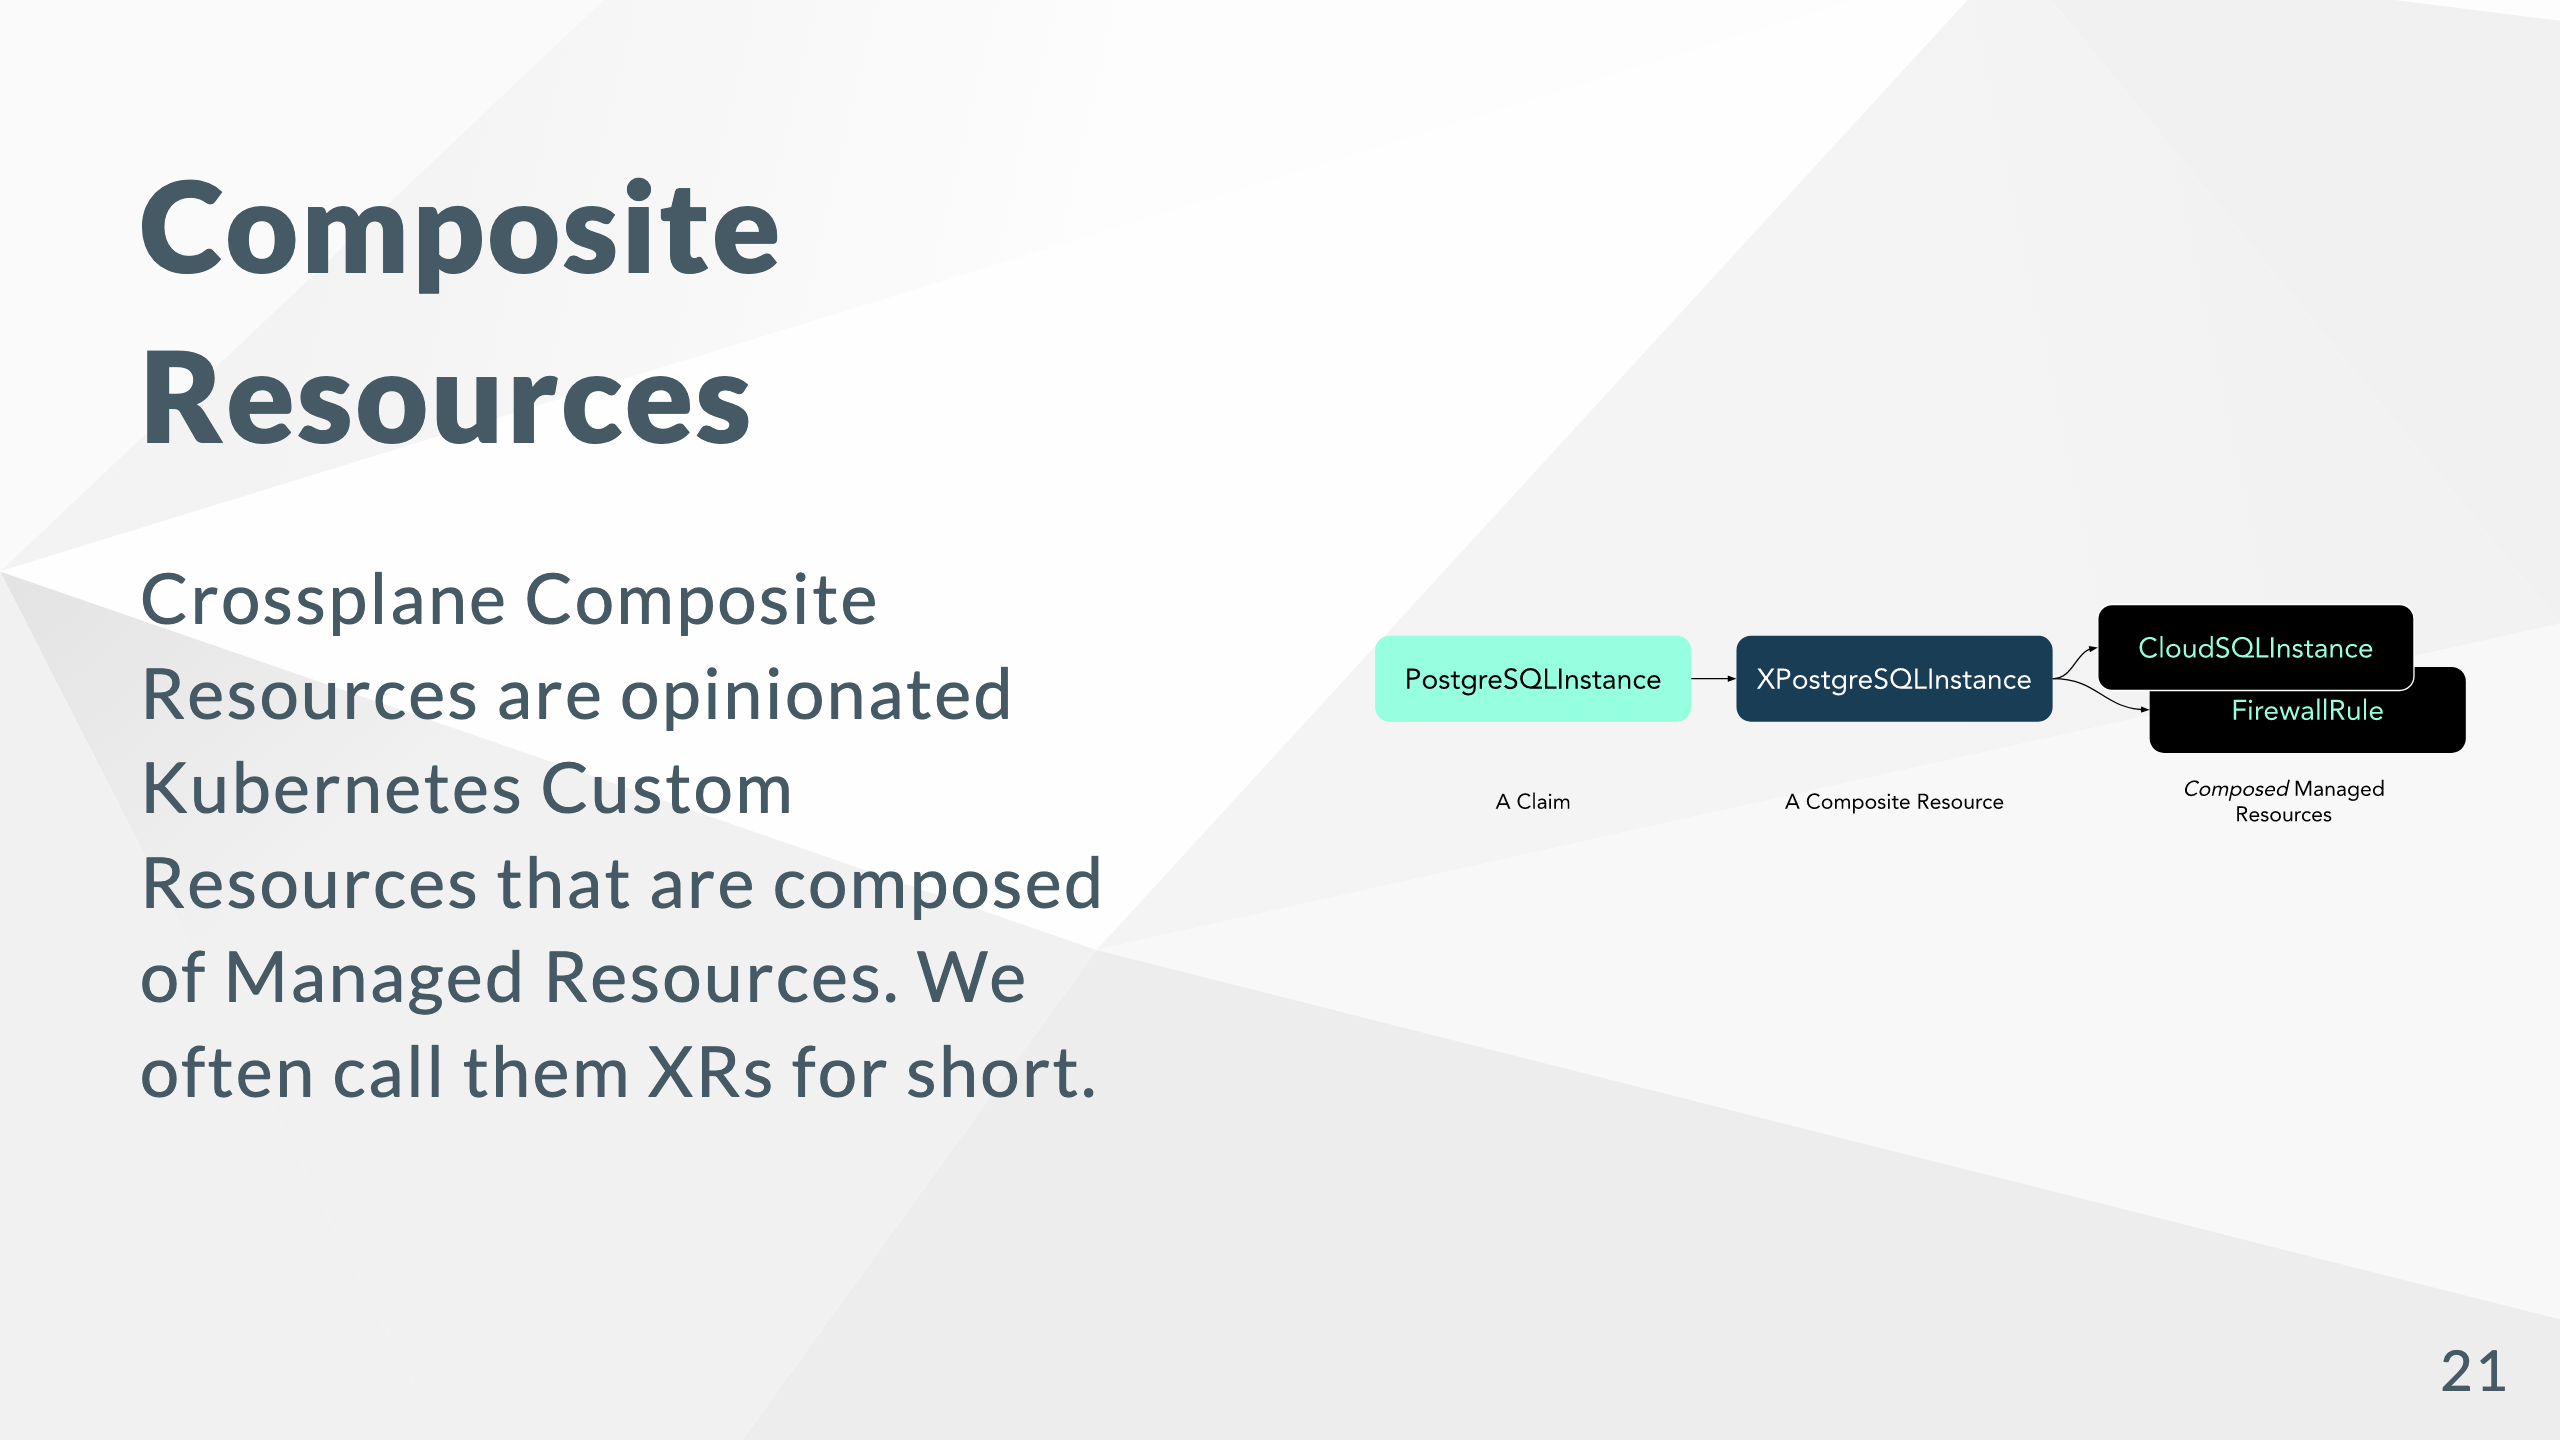 Composite
Resources
Crossplane Composite
Resources are opinionated
Kubernetes Custom
Resources that are composed
of Managed Resources. We
often call them XRs for short.
PostgreSQLInstance
XPostgreSQLInstance
CloudSQLInstance
FirewallRule
A Claim
A Composite Resource
Composed Managed
Resources
21